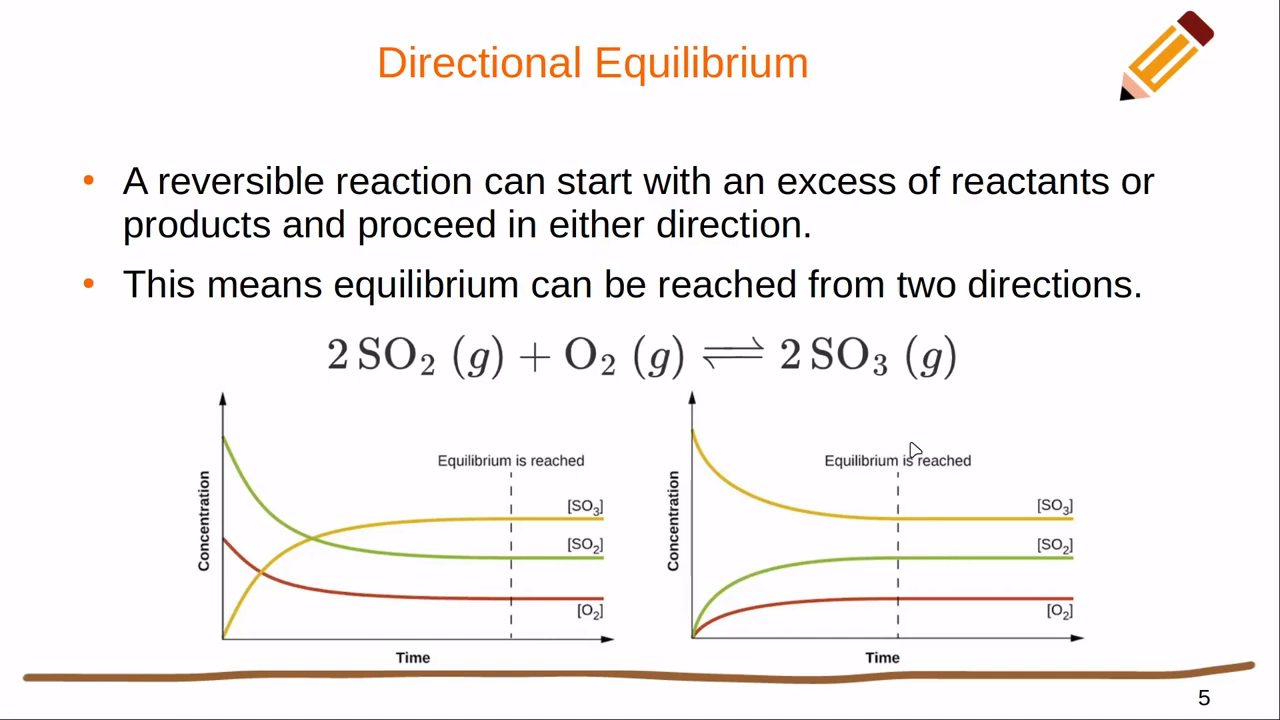 Directional Equilibrium
• A reversible reaction can start with an excess of reactants or
products and proceed in either direction.
• This means equilibrium can be reached from two directions.
2 SO₂ (g) + O₂ (g) ⇌ 2 SO₃ (g)
Concentration
Equilibrium is reached
[SO₃]
[SO₂]
[O₂]
Time
Concentration
Equilibrium is reached
[SO₃]
[SO₂]
[O₂]
Time
5